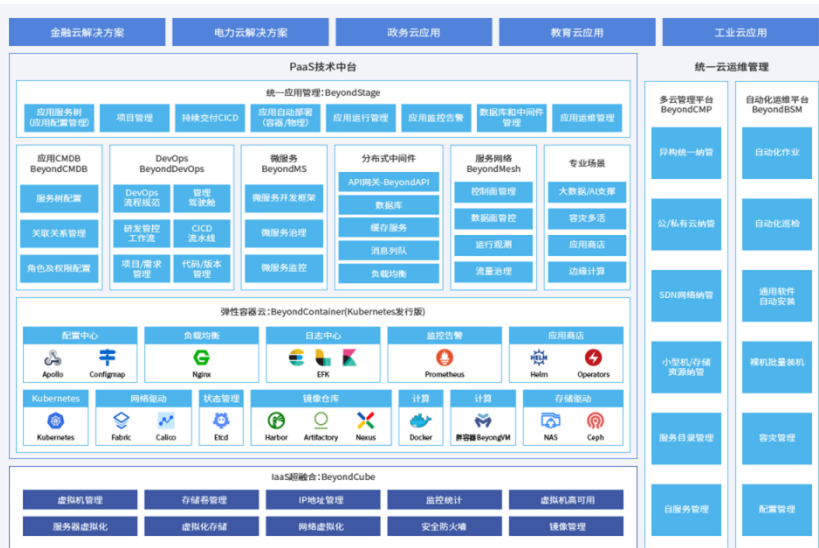 金融云解决方案
电力云解决方案
政务云应用
教育云应用
工业云应用
PaaS技术中台
统一应用管理:BeyondStage
应用服务树
(应用配置管理)
项目管理
持续交付CICD
应用自动部署
(容器/物理)
应用运行管理
应用监控告警
数据库和中间件
管理
应用运维管理
应用CMDB
BeyondCMDB
服务树配置
关联关系管理
角色及权限配置
DevOps
BeyondDevOps
DevOps
流程规范
管理
驾驶舱
研发管控
工作流
CICD
流水线
项目/需求
管理
代码/版本
管理
微服务
BeyondMS
微服务开发框架
微服务治理
微服务监控
分布式中间件
API网关-BeyondAPI
数据库
缓存服务
消息列队
负载均衡
服务网络
BeyondMesh
控制面管理
数据面管控
运行观测
流量治理
专业场景
大数据/AI支撑
容灾多活
应用商店
边缘计算
弹性容器云:BeyondContainer(Kubernetes发行版)
配置中心
Apollo
Configmap
负载均衡
Nginx
日志中心
EFK
监控告警
Prometheus
应用商店
HELM
Helm
Operators
Kubernetes
Kubernetes
网络驱动
Fabric
Calico
状态管理
Etcd
镜像仓库
Harbor
Artifactory
Nexus
计算
Docker
计算
胖容器BeyongVM
存储驱动
NAS
Ceph
IaaS超融合:BeyondCube
虚拟机管理
存储卷管理
IP地址管理
监控统计
虚拟机高可用
服务器虚拟化
虚拟化存储
网络虚拟化
安全防火墙
镜像管理
统一云运维管理
多云管理平台
BeyondCMP
异构统一纳管
公/私有云纳管
SDN网络纳管
小型机/存储
资源纳管
服务目录管理
自服务管理
自动化运维平台
BeyondBSM
自动化作业
自动化巡检
通用软件
自动安装
裸机批量装机
容灾管理
配置管理